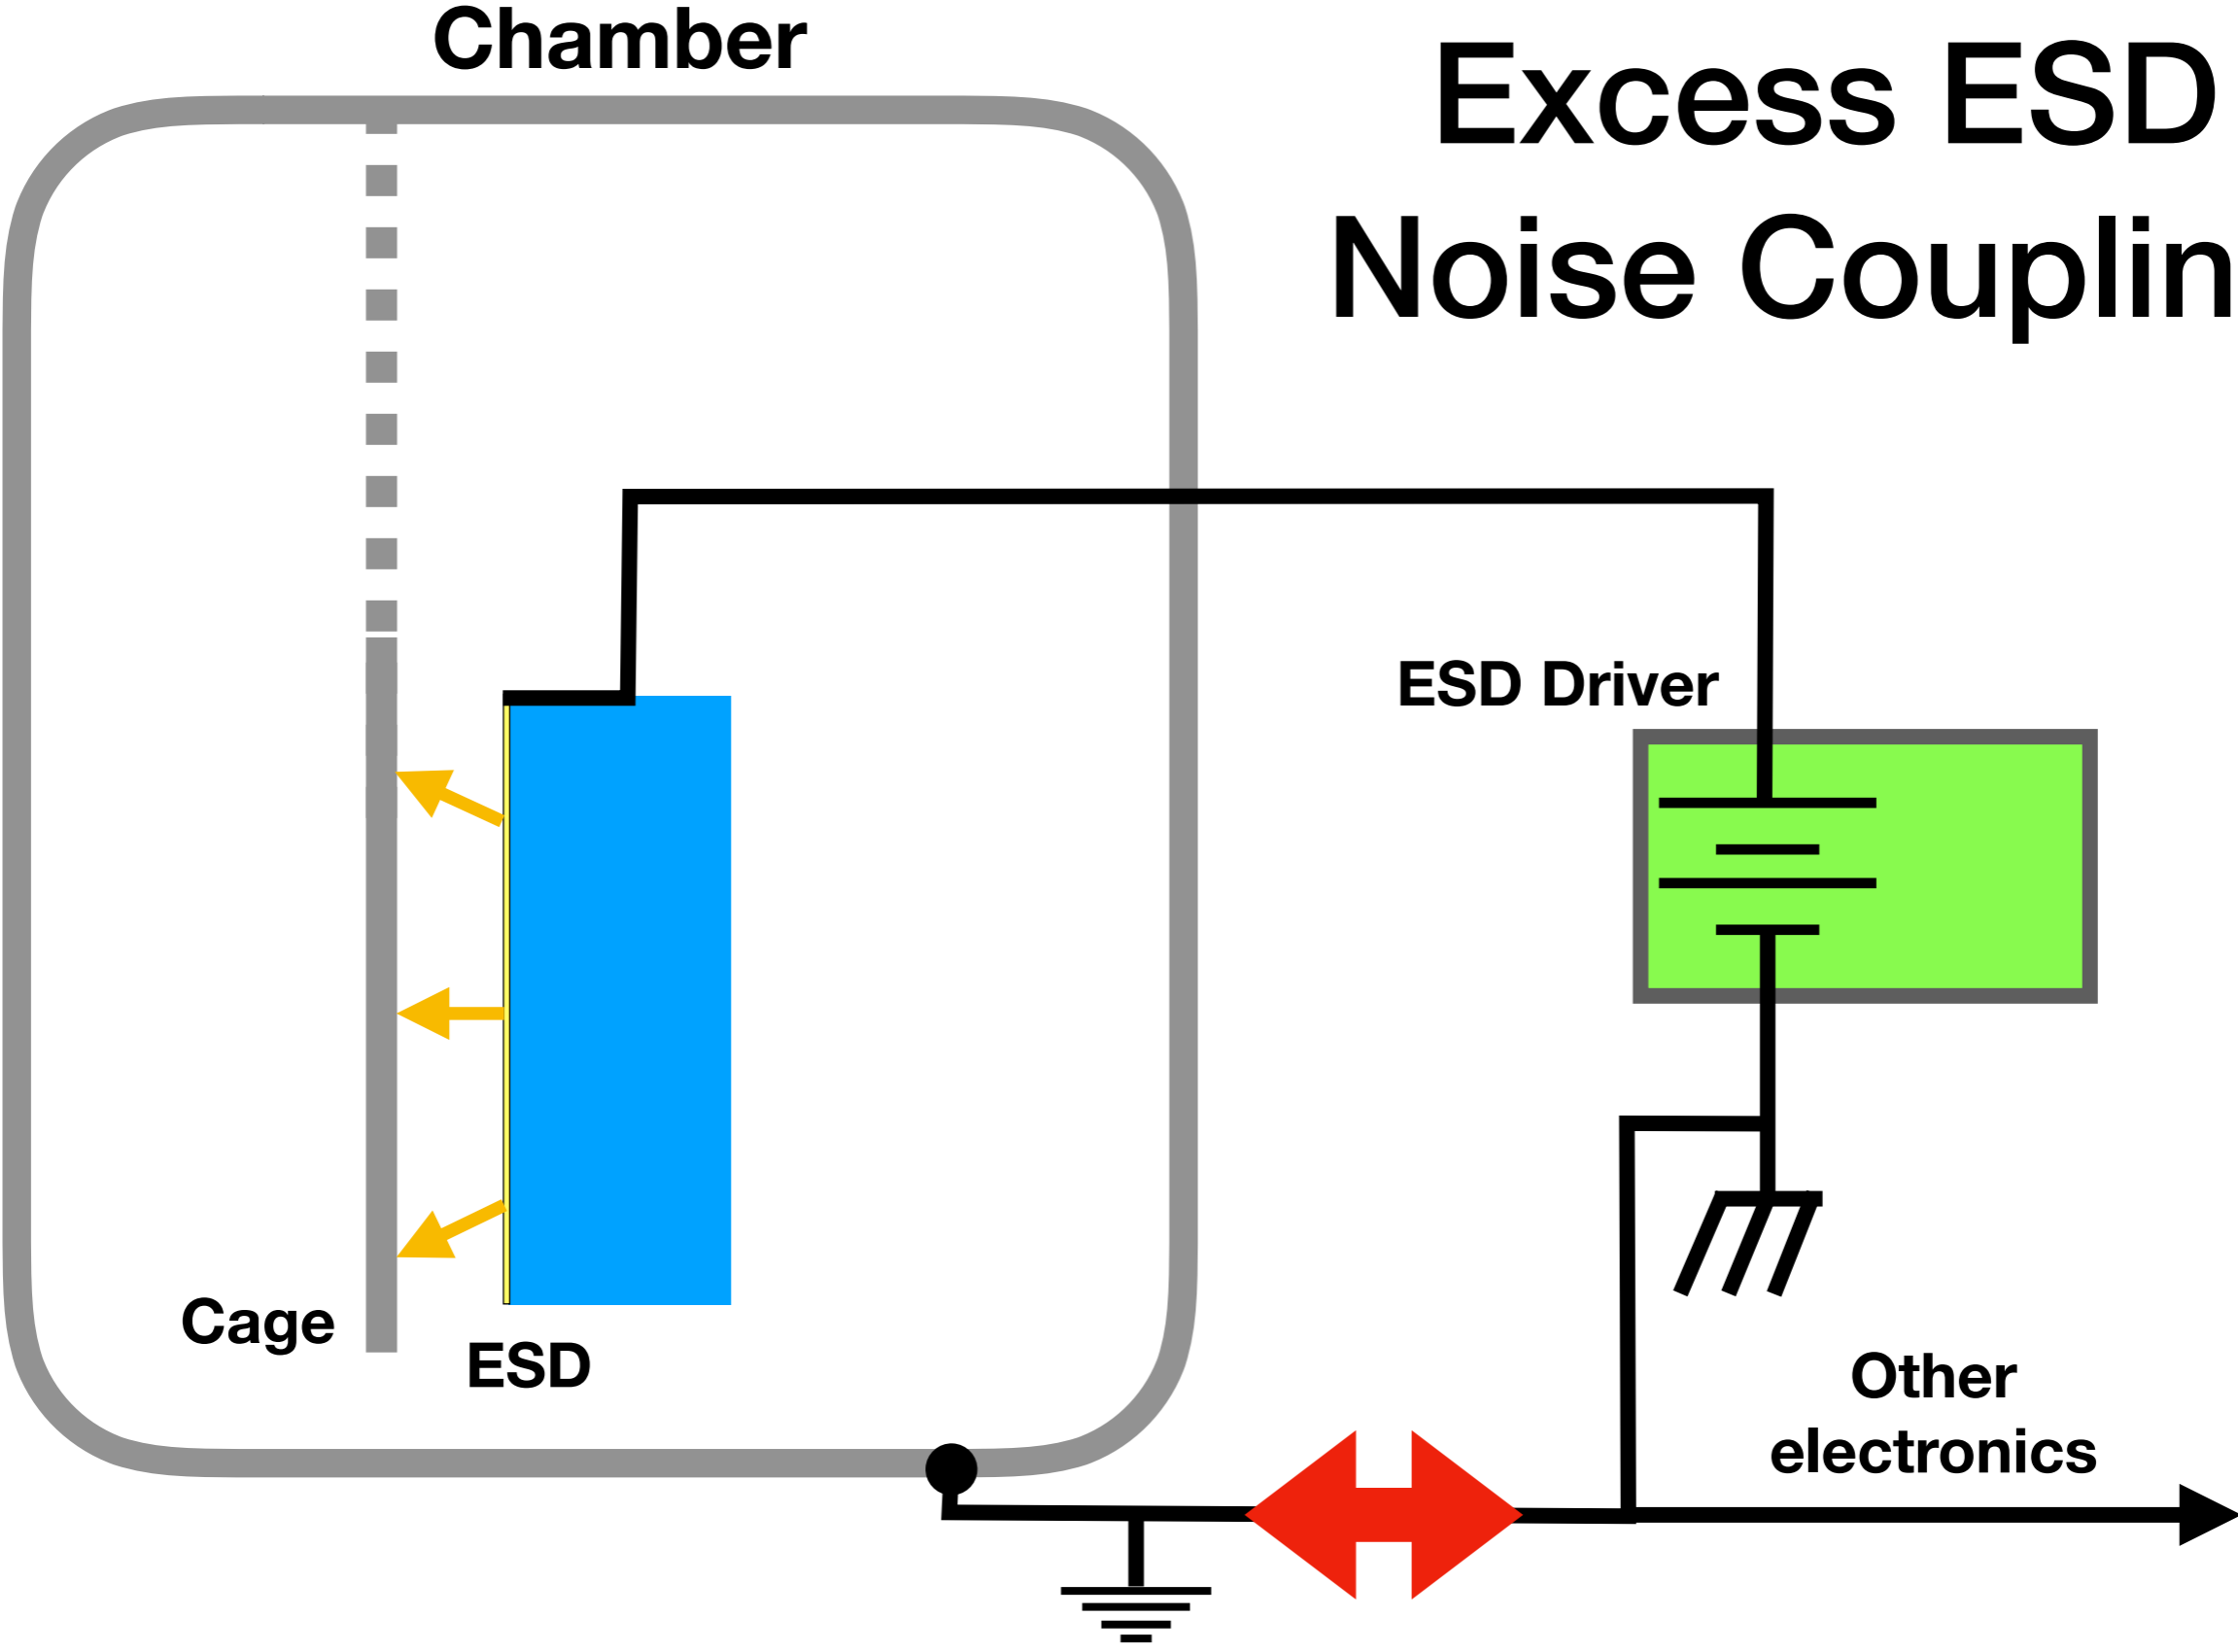 Chamber
Excess ESD
Noise Couplin
ESD Driver
Cage
ESD
Other
electronics